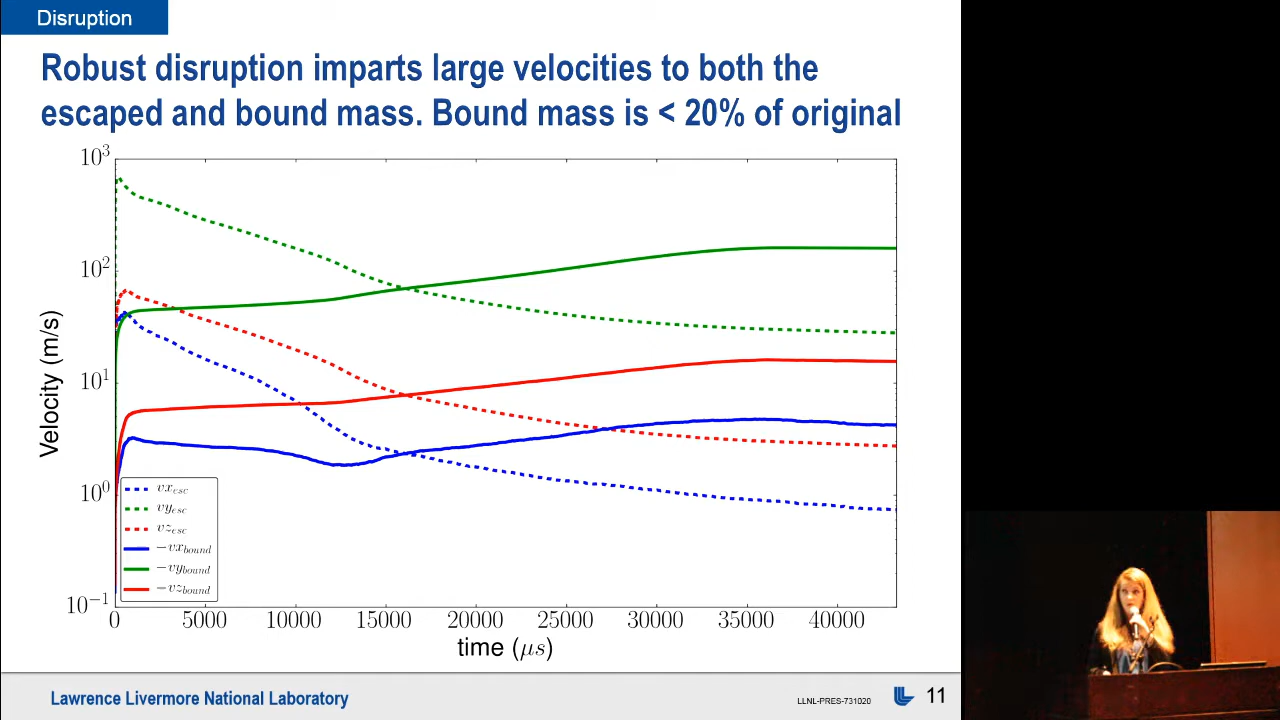 Disruption
Robust disruption imparts large velocities to both the
escaped and bound mass. Bound mass is < 20% of original
10³
10²
10¹
10⁰
10⁻¹
Velocity (m/s)
vx_esc
vy_esc
vz_esc
−vx_bound
−vy_bound
−vz_bound
0 5000 10000 15000 20000 25000 30000 35000 40000
time (μs)
Lawrence Livermore National Laboratory
LLNL-PRES-731020
11